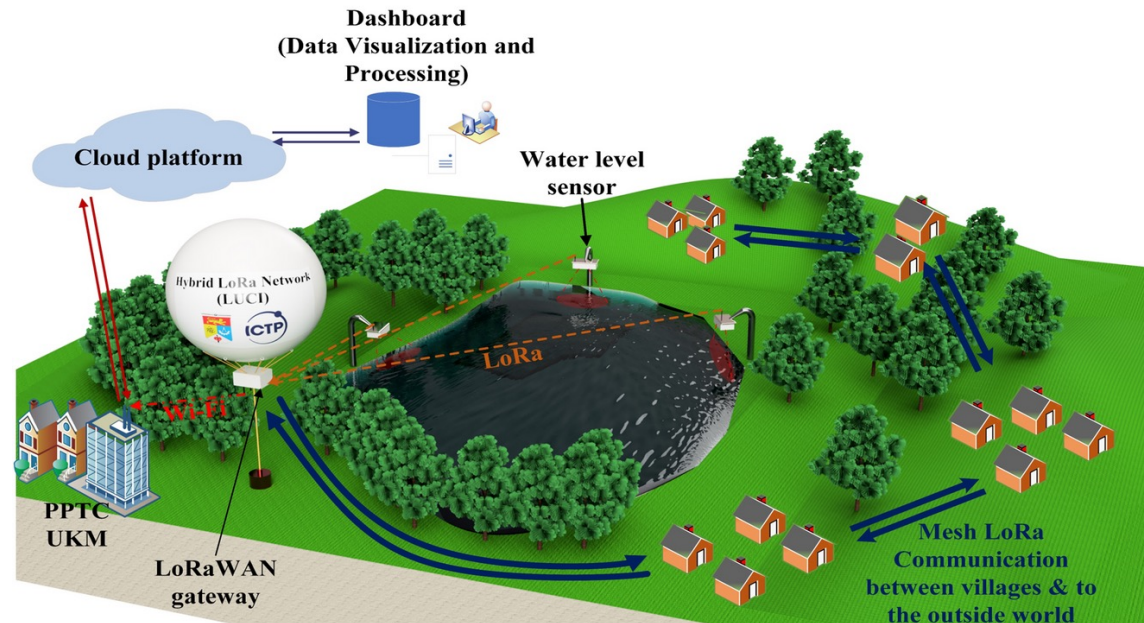 Dashboard
(Data Visualization and
Processing)
Cloud platform
Water level
sensor
Hybrid LoRa Network
(LUCI)
ICTP
LoRa
Wi-Fi
PPTC
UKM
LoRaWAN
gateway
Mesh LoRa
Communication
between villages & to
the outside world